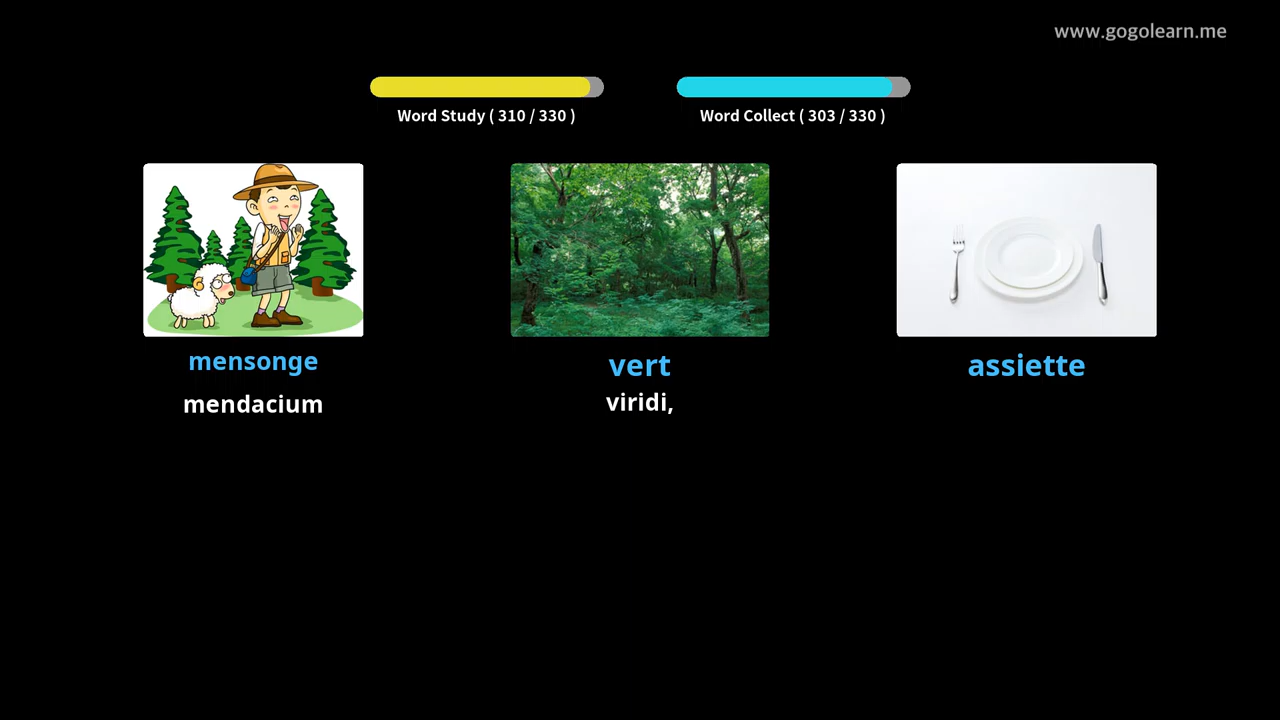 www.gogolearn.me
Word Study ( 310 / 330 )
Word Collect ( 303 / 330 )
mensonge
vert
assiette
mendacium
viridi,